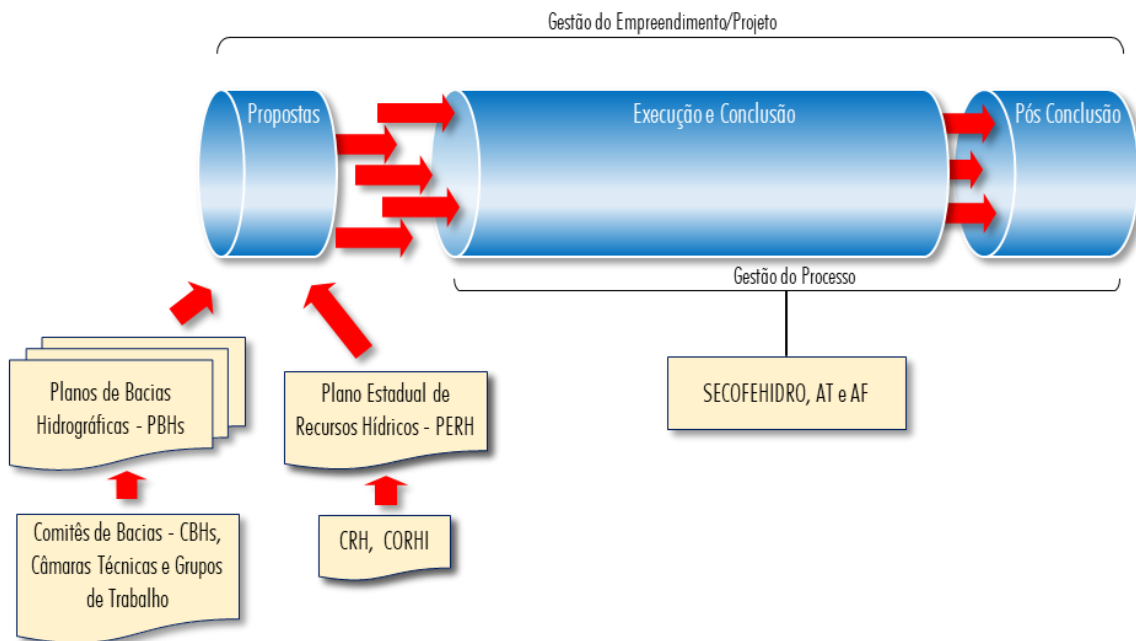 Gestão do Empreendimento/Projeto
Propostas
Execução e Conclusão
Pós Conclusão
Gestão do Processo
Planos de Bacias
Hidrográficas - PBHs
Plano Estadual de
Recursos Hídricos - PERH
SECOFEHIDRO, AT e AF
Comitês de Bacias - CBHs,
Câmaras Técnicas e Grupos
de Trabalho
CRH, CORHI